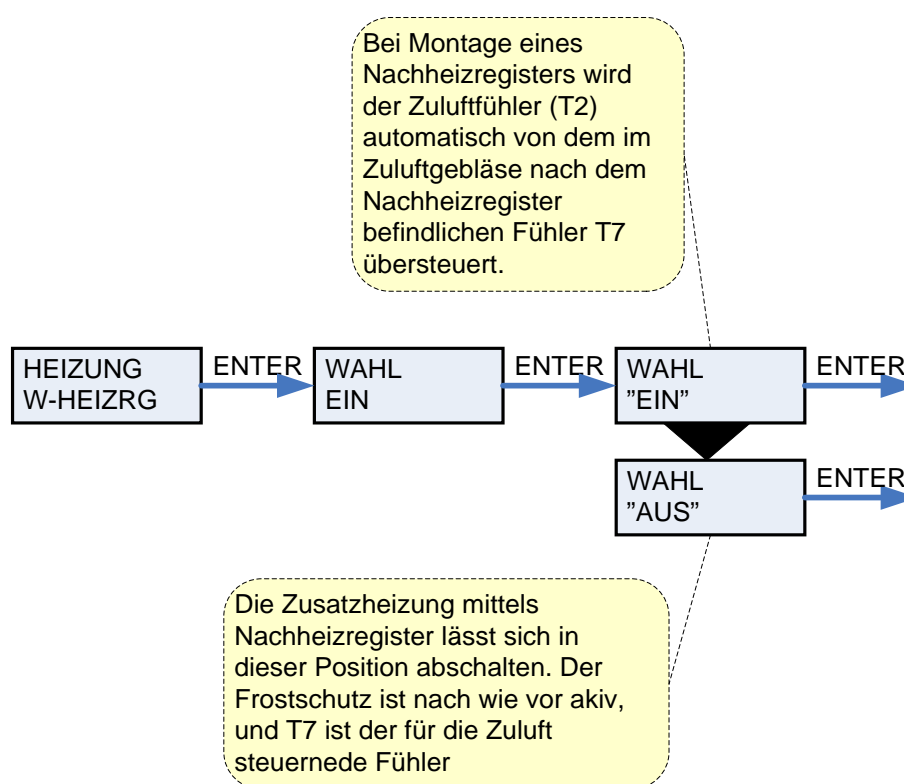 Bei Montage eines
Nachheizregisters wird
der Zuluftfühler (T2)
automatisch von dem im
Zuluftgebläse nach dem
Nachheizregister
befindlichen Fühler T7
übersteuert.
HEIZUNG
W-HEIZRG
ENTER
WAHL
EIN
ENTER
WAHL
”EIN”
ENTER
WAHL
”AUS”
ENTER
Die Zusatzheizung mittels
Nachheizregister lässt sich in
dieser Position abschalten. Der
Frostschutz ist nach wie vor akiv,
und T7 ist der für die Zuluft
steuernede Fühler